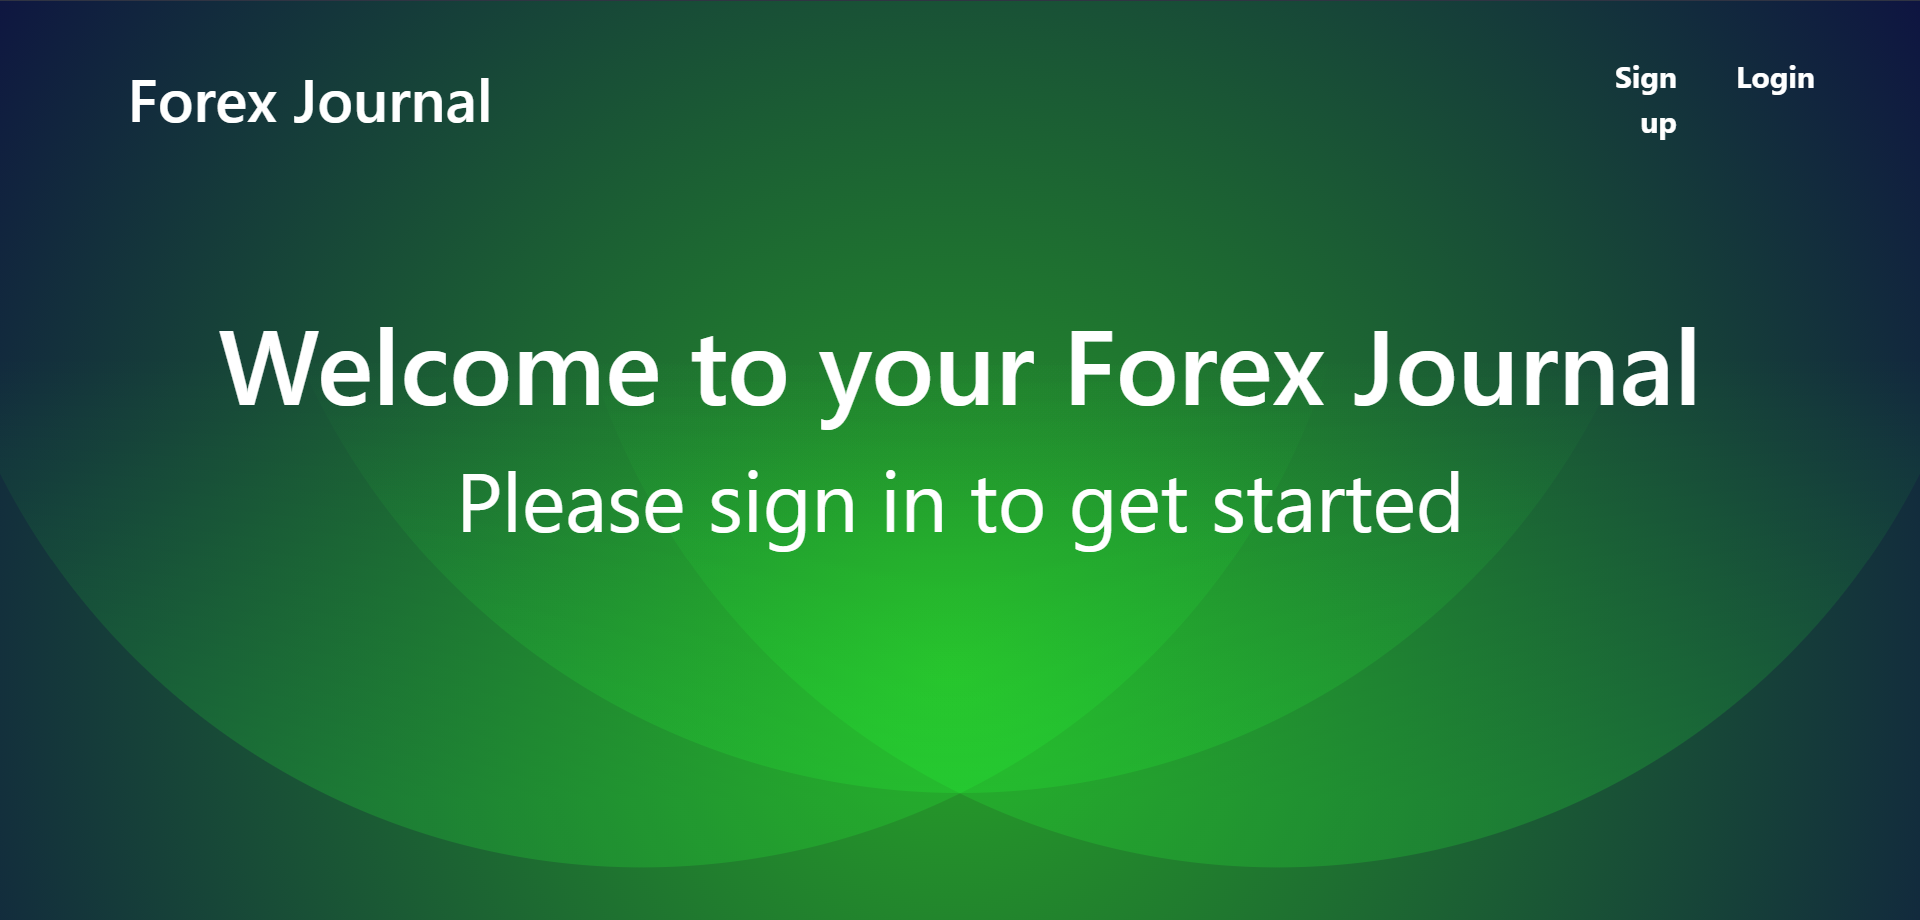 Forex Journal
Sign
up
Login
Welcome to your Forex Journal
Please sign in to get started